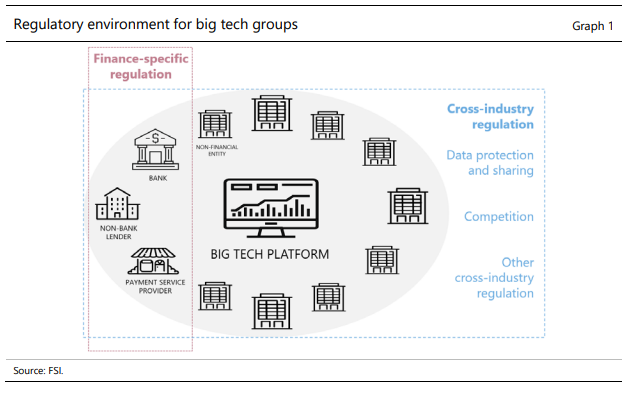 Regulatory environment for big tech groups
Graph 1
Finance-specific
regulation
Cross-industry
regulation
NON-FINANCIAL
ENTITY
Data protection
and sharing
$
BANK
Competition
NON-BANK
LENDER
BIG TECH PLATFORM
Other
cross-industry
regulation
PAYMENT SERVICE
PROVIDER
Source: FSI.